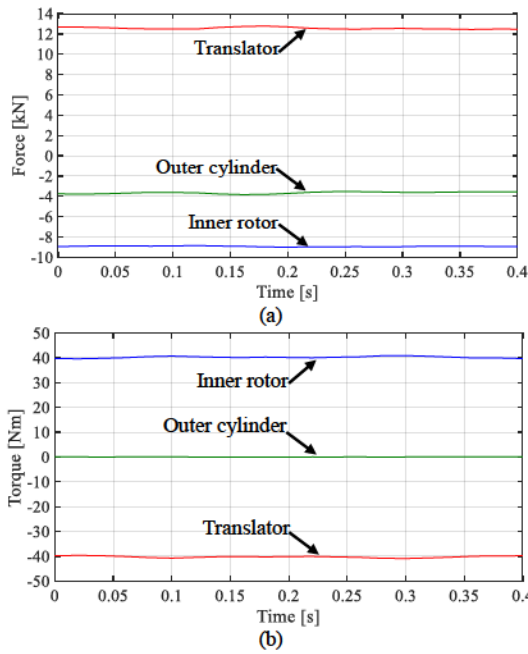 14
12
Translator
10
8
6
4
2
0
Outer cylinder
-2
-4
Inner rotor
-6
-8
-10
0 0.05 0.1 0.15 0.2 0.25 0.3 0.35 0.4
Force [kN]
Time [s]
(a)
50
40
30
Inner rotor
20
Outer cylinder
10
0
-10
-20
Translator
-30
-40
-50
0 0.05 0.1 0.15 0.2 0.25 0.3 0.35 0.4
Torque [Nm]
Time [s]
(b)